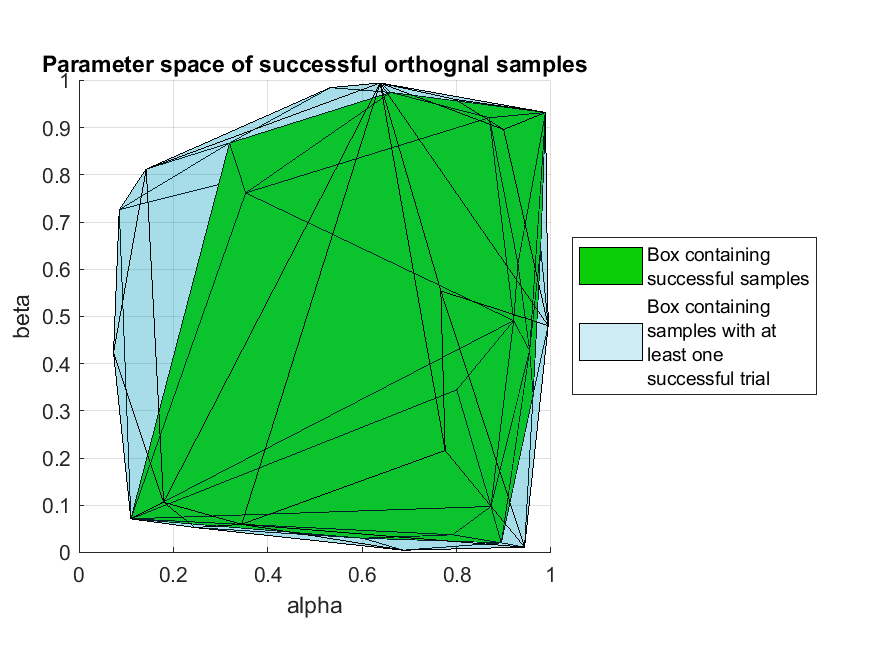 Parameter space of successful orthognal samples
1
0.9
0.8
0.7
0.6
0.5
0.4
0.3
0.2
0.1
0
beta
0
0.2
0.4
0.6
0.8
1
alpha
Box containing
successful samples
Box containing
samples with at
least one
successful trial